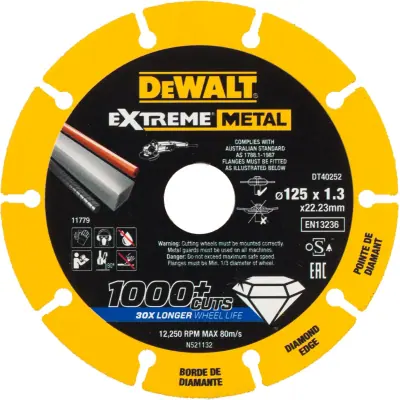 DEWALT
EXTREME METAL
COMPLIES WITH
AUSTRALIAN STANDARD
AS 1788.1-1987
FLANGES MUST BE FITTED
AS ILLUSTRATED BELOW
DT40252
ø125 x 1.3
x22.23mm
EN13236
11779
Warning: Cutting wheels must be mounted correctly.
Metal guards must be used on all machines.
Danger: Do not exceed maximum safe speed.
Flanges Must be Min. 1/3 diameter of wheel.
EAC
1000+
CUTS
30X LONGER WHEEL LIFE
12,250 RPM MAX 80m/s
N521132
POINTE DE
DIAMANT
DIAMOND
EDGE
BORDE DE
DIAMANTE